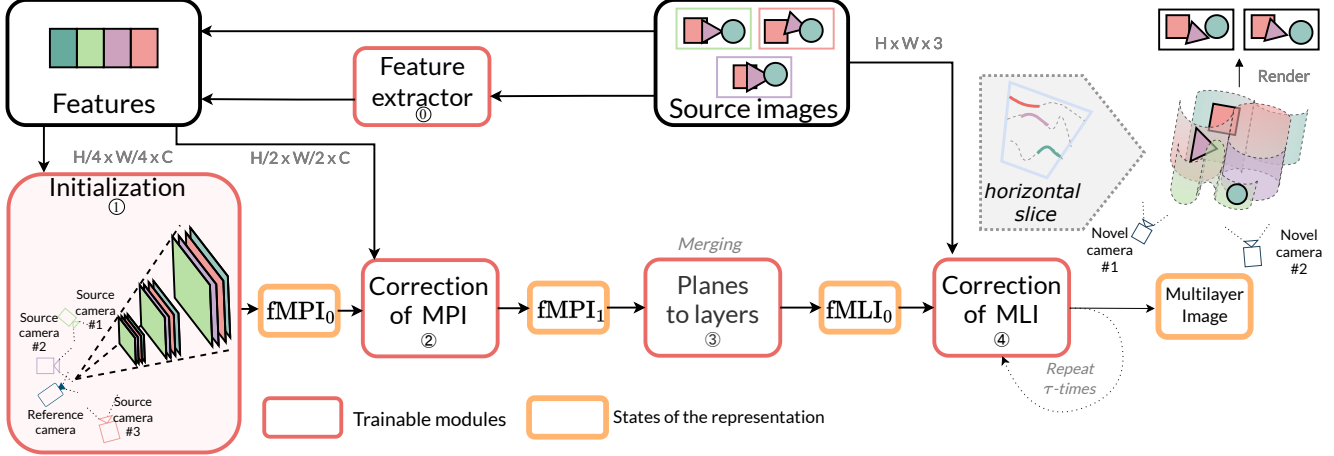 Features
Feature
extractor
⓪
Source images
H x W x 3
Render
H/4 x W/4 x C
H/2 x W/2 x C
Initialization
①
horizontal
slice
Novel
camera
#1
Novel
camera
#2
Source
camera
#1
Source
camera
#2
Reference
camera
Source
camera
#3
fMPI0
Correction
of MPI
②
fMPI1
Merging
Planes
to layers
③
fMLI0
Correction
of MLI
④
Repeat
τ-times
Multilayer
Image
Trainable modules
States of the representation